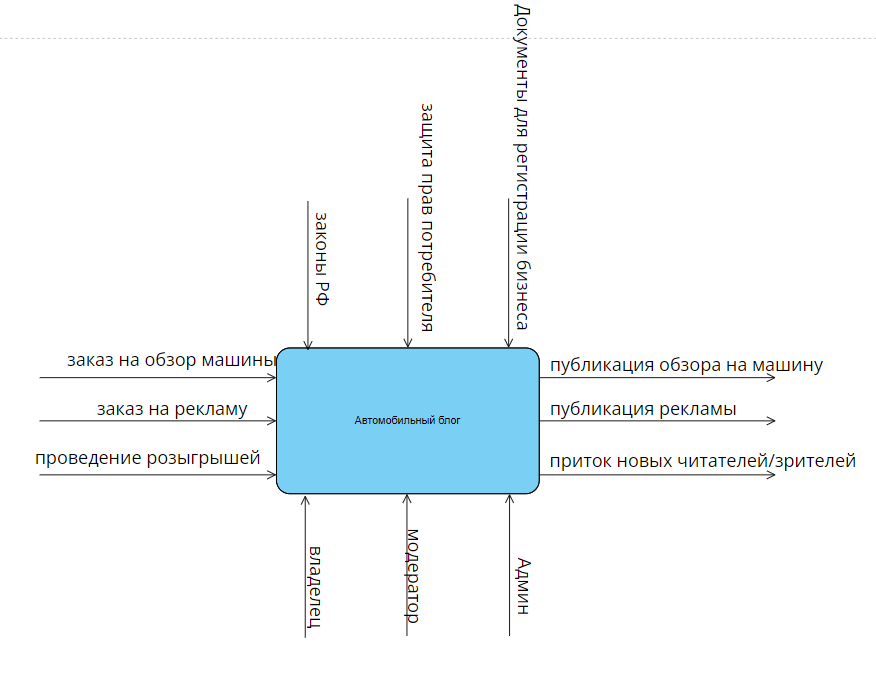 Документы для регистрации бизнеса
защита прав потребителя
законы РФ
заказ на обзор машины
заказ на рекламу
проведение розыгрышей
Автомобильный блог
публикация обзора на машину
публикация рекламы
приток новых читателей/зрителей
владелец
модератор
Админ